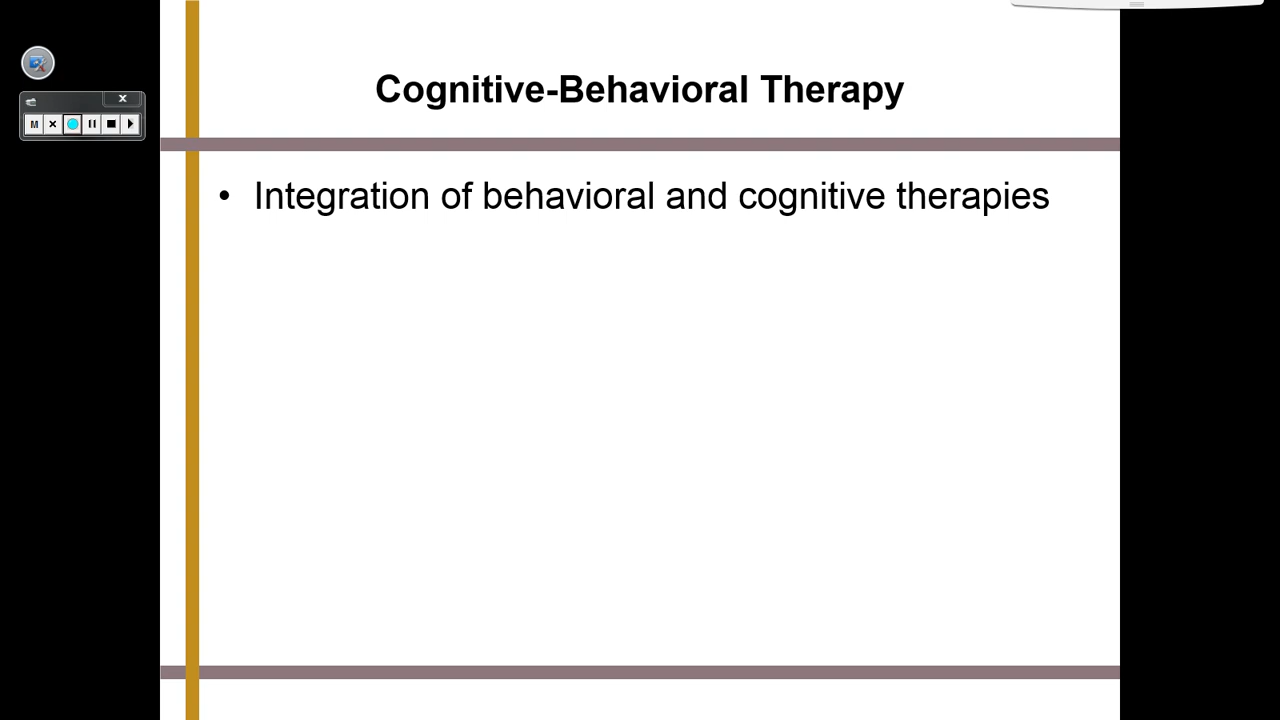 Cognitive-Behavioral Therapy
M
• Integration of behavioral and cognitive therapies